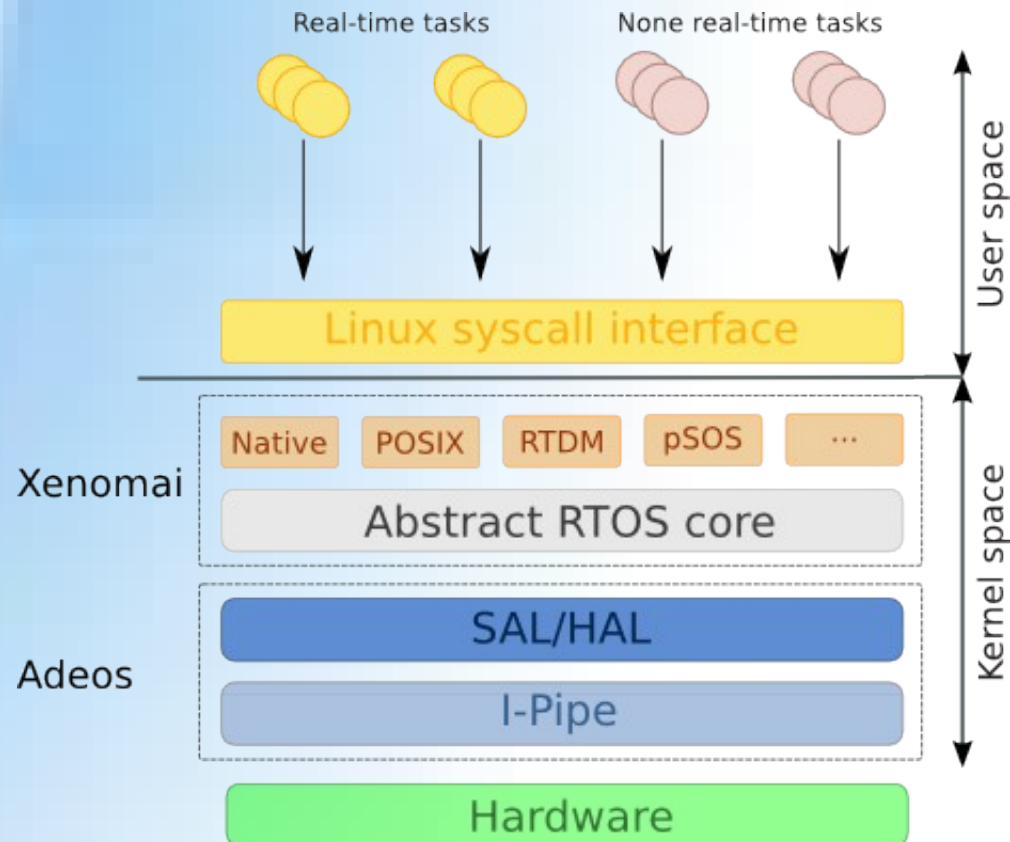 Real-time tasks
None real-time tasks
User space
Linux syscall interface
Xenomai
Native
POSIX
RTDM
pSOS
...
Abstract RTOS core
Kernel space
Adeos
SAL/HAL
I-Pipe
Hardware